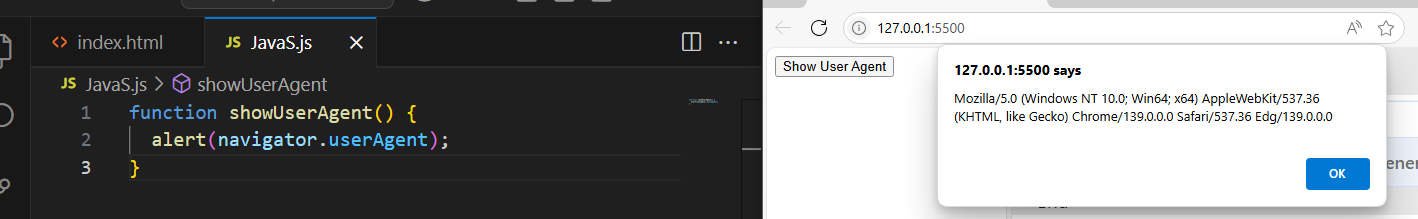 index.html
JS JavaS.js
JS JavaS.js > showUserAgent
1 function showUserAgent() {
2 alert(navigator.userAgent);
3 }
127.0.0.1:5500
Show User Agent
127.0.0.1:5500 says
Mozilla/5.0 (Windows NT 10.0; Win64; x64) AppleWebKit/537.36
(KHTML, like Gecko) Chrome/139.0.0.0 Safari/537.36 Edg/139.0.0.0
OK